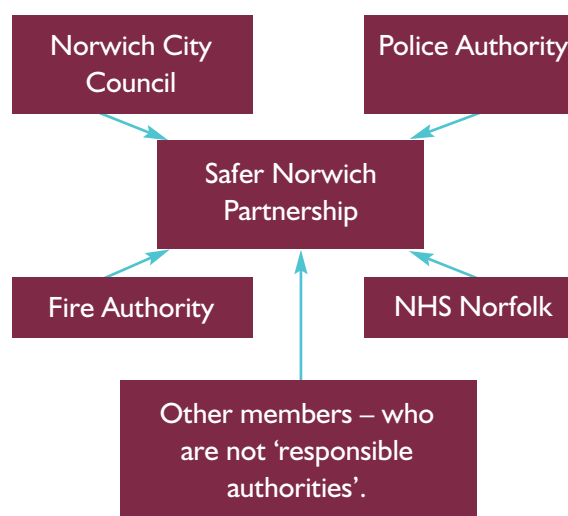 Norwich City
Council
Police Authority
Safer Norwich
Partnership
Fire Authority
NHS Norfolk
Other members – who
are not ‘responsible
authorities’.